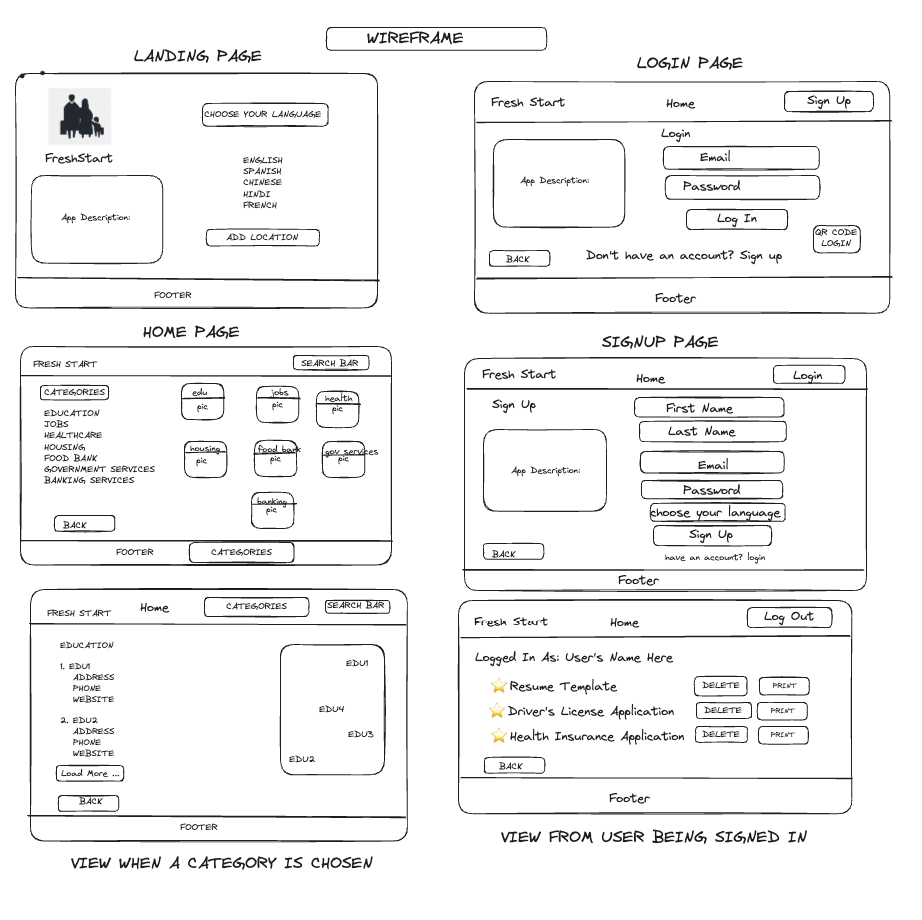 WIREFRAME
LANDING PAGE
FreshStart
App Description:
CHOOSE YOUR LANGUAGE
ENGLISH
SPANISH
CHINESE
HINDI
FRENCH
ADD LOCATION
FOOTER
LOGIN PAGE
Fresh Start
Home
Sign Up
App Description:
Login
Email
Password
Log In
QR CODE
LOGIN
BACK
Don't have an account? Sign up
Footer
HOME PAGE
FRESH START
SEARCH BAR
CATEGORIES
EDUCATION
JOBS
HEALTHCARE
HOUSING
FOOD BANK
GOVERNMENT SERVICES
BANKING SERVICES
edu
pic
jobs
pic
health
pic
housing
pic
food bank
pic
gov services
pic
banking
pic
BACK
FOOTER
CATEGORIES
SIGNUP PAGE
Fresh Start
Home
Login
Sign Up
App Description:
First Name
Last Name
Email
Password
choose your language
Sign Up
have an account? login
BACK
Footer
FRESH START
Home
CATEGORIES
SEARCH BAR
EDUCATION
1. EDU1
ADDRESS
PHONE
WEBSITE
2. EDU2
ADDRESS
PHONE
WEBSITE
Load More ...
BACK
EDU1
EDU4
EDU3
EDU2
FOOTER
VIEW WHEN A CATEGORY IS CHOSEN
Fresh Start
Home
Log Out
Logged In As: User's Name Here
Resume Template
DELETE
PRINT
Driver's License Application
DELETE
PRINT
Health Insurance Application
DELETE
PRINT
BACK
Footer
VIEW FROM USER BEING SIGNED IN